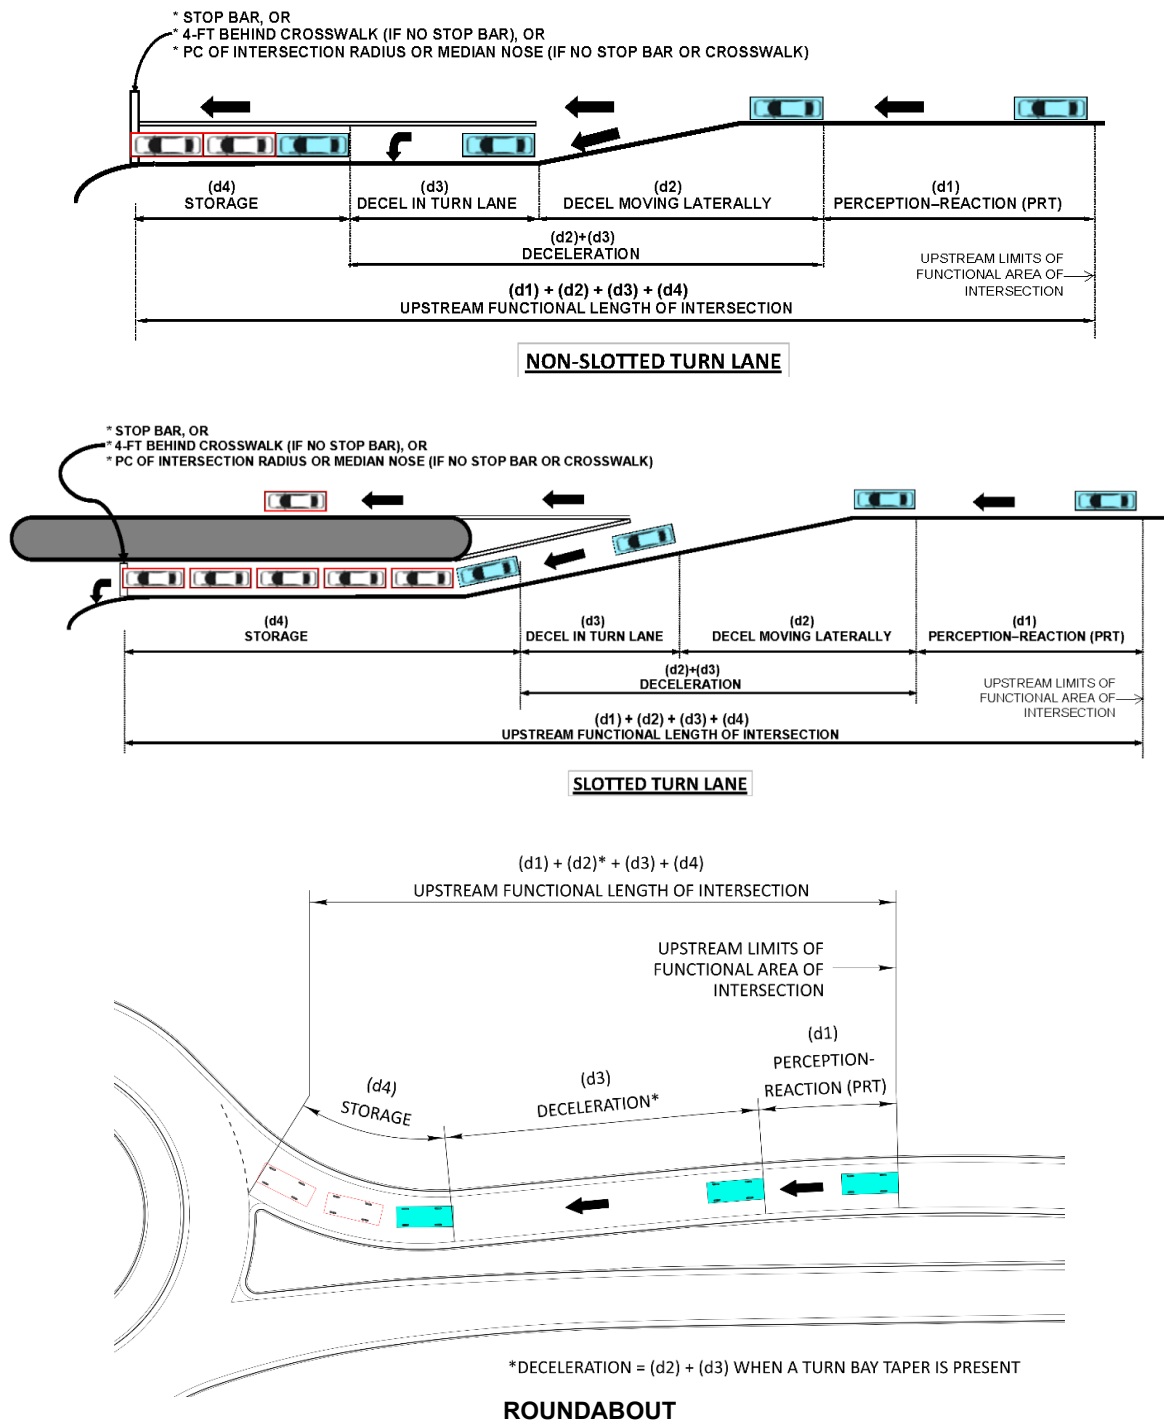 * STOP BAR, OR
* 4-FT BEHIND CROSSWALK (IF NO STOP BAR), OR
* PC OF INTERSECTION RADIUS OR MEDIAN NOSE (IF NO STOP BAR OR CROSSWALK)
(d4)
STORAGE
(d3)
DECEL IN TURN LANE
(d2)
DECEL MOVING LATERALLY
(d1)
PERCEPTION–REACTION (PRT)
(d2)+(d3)
DECELERATION
UPSTREAM LIMITS OF
FUNCTIONAL AREA OF
INTERSECTION
(d1) + (d2) + (d3) + (d4)
UPSTREAM FUNCTIONAL LENGTH OF INTERSECTION
NON-SLOTTED TURN LANE
* STOP BAR, OR
* 4-FT BEHIND CROSSWALK (IF NO STOP BAR), OR
* PC OF INTERSECTION RADIUS OR MEDIAN NOSE (IF NO STOP BAR OR CROSSWALK)
(d4)
STORAGE
(d3)
DECEL IN TURN LANE
(d2)
DECEL MOVING LATERALLY
(d1)
PERCEPTION–REACTION (PRT)
(d2)+(d3)
DECELERATION
UPSTREAM LIMITS OF
FUNCTIONAL AREA OF
INTERSECTION
(d1) + (d2) + (d3) + (d4)
UPSTREAM FUNCTIONAL LENGTH OF INTERSECTION
SLOTTED TURN LANE
(d1) + (d2)* + (d3) + (d4)
UPSTREAM FUNCTIONAL LENGTH OF INTERSECTION
UPSTREAM LIMITS OF
FUNCTIONAL AREA OF
INTERSECTION
(d4)
STORAGE
(d3)
DECELERATION*
(d1)
PERCEPTION-
REACTION (PRT)
*DECELERATION = (d2) + (d3) WHEN A TURN BAY TAPER IS PRESENT
ROUNDABOUT